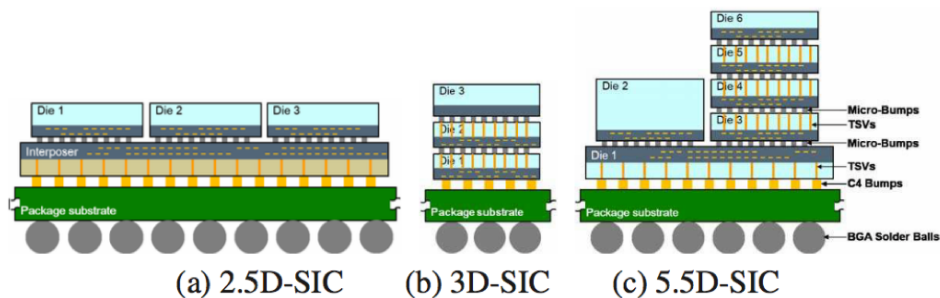 Die 1
Die 2
Die 3
Interposer
Package substrate
(a) 2.5D-SIC
Die 3
Die 2
Die 1
Package substrate
(b) 3D-SIC
Die 6
Die 5
Die 2
Die 4
Die 3
Die 1
Package substrate
Micro-Bumps
TSVs
Micro-Bumps
TSVs
C4 Bumps
BGA Solder Balls
(c) 5.5D-SIC